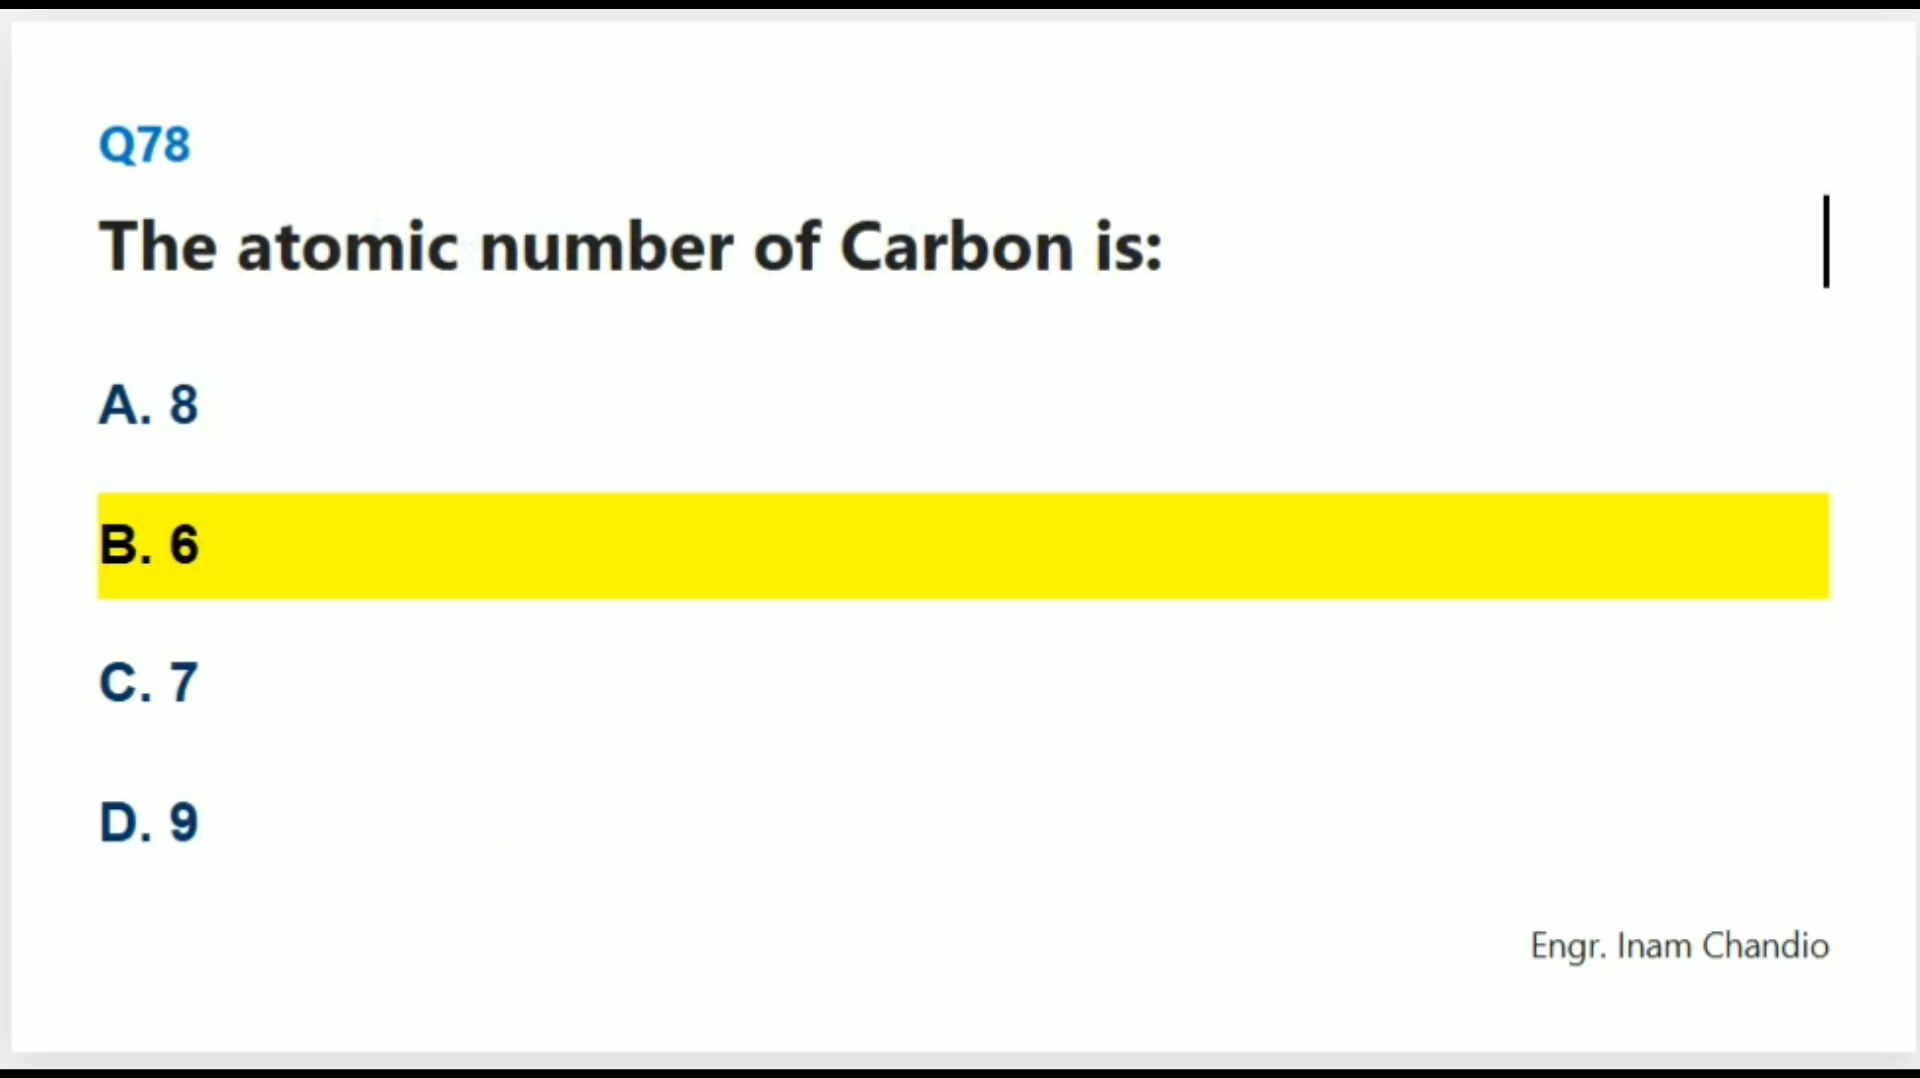 Q78
The atomic number of Carbon is:
A. 8
B. 6
C. 7
D. 9
Engr. Inam Chandio